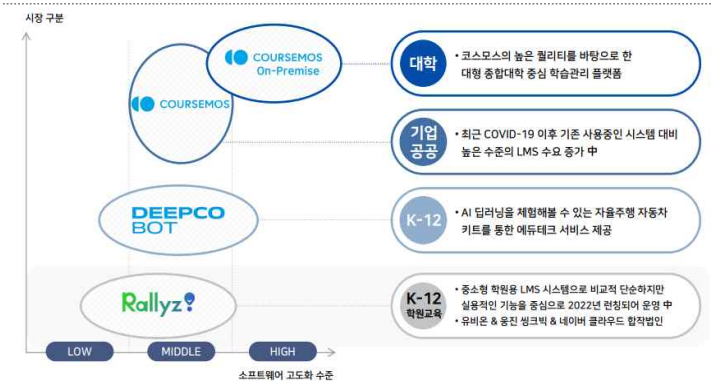 시장 구분
COURSEMOS
On-Premise
COURSEMOS
대학
• 코스모스의 높은 퀄리티를 바탕으로 한
대형 종합대학 중심 학습관리 플랫폼
기업
공공
• 최근 COVID-19 이후 기존 사용중인 시스템 대비
높은 수준의 LMS 수요 증가 中
DEEPCO
BOT
K-12
• AI 딥러닝을 체험해볼 수 있는 자율주행 자동차
키트를 통한 에듀테크 서비스 제공
Rallyz
K-12
학원교육
• 중소형 학원용 LMS 시스템으로 비교적 단순하지만
실용적인 기능을 중심으로 2022년 런칭되어 운영 中
• 유비온 & 웅진 씽크빅 & 네이버 클라우드 합작법인
LOW
MIDDLE
HIGH
소프트웨어 고도화 수준